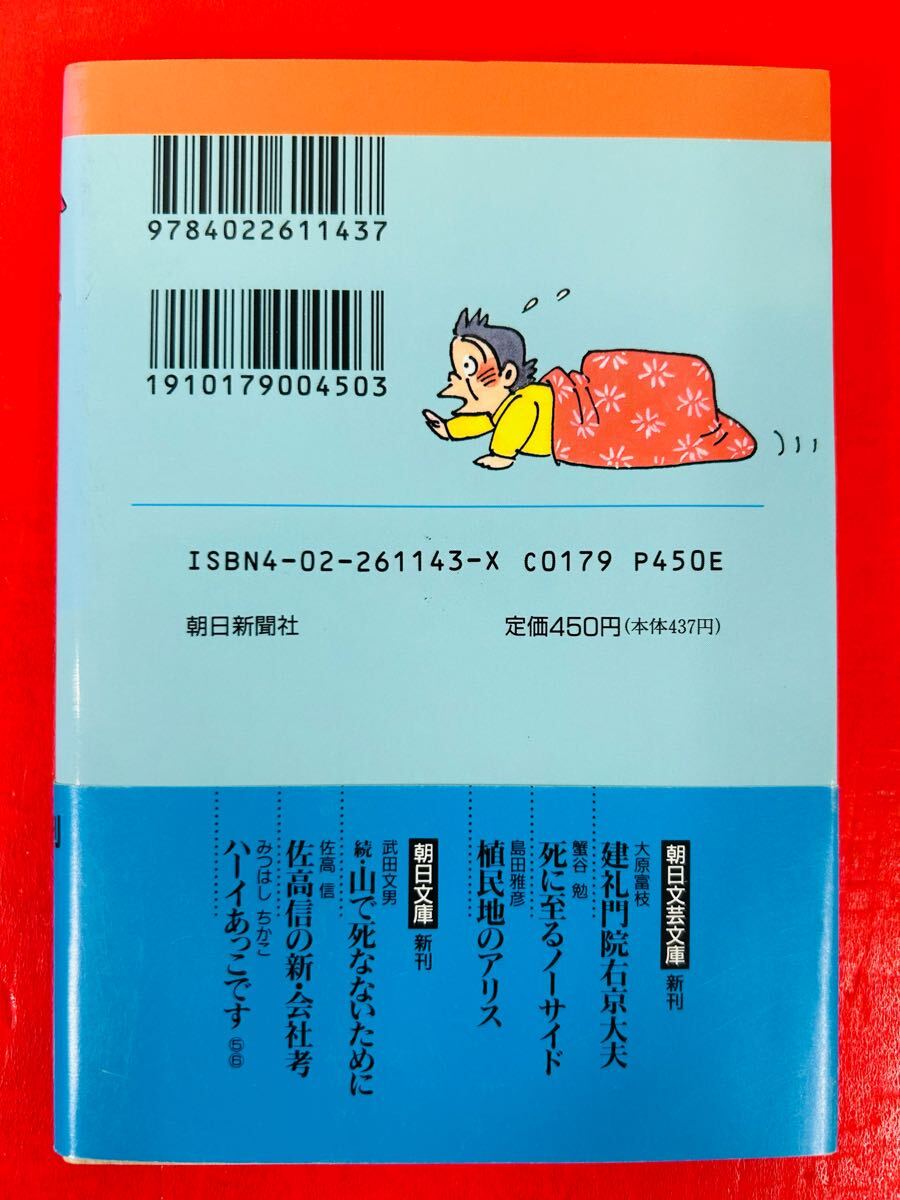 9784022611437
1910179004503
ISBN4-02-261143-X C0179 P450E
朝日新聞社
定価450円(本体437円)
朝日文芸文庫 新刊
大原富枝
建礼門院右京大夫
蟹谷 勉
死に至るノーサイド
島田雅彦
植民地のアリス
朝日文庫 新刊
武田文男
続・山で死なないために
佐高 信
佐高信の新・会社考
みつはし ちかこ
ハーイあっこです ⑤⑥